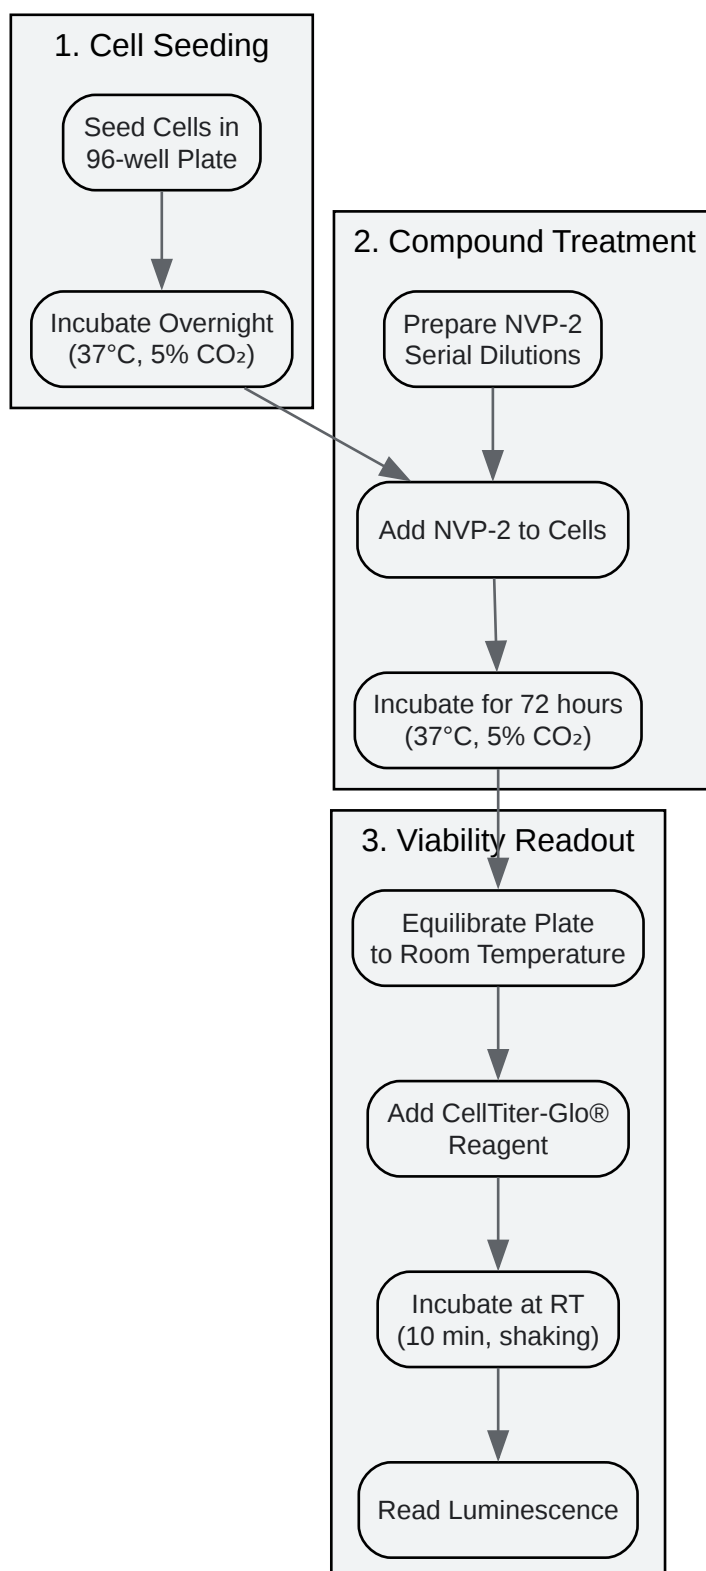 1. Cell Seeding
Seed Cells in
96-well Plate
Incubate Overnight
(37°C, 5% CO₂)
2. Compound Treatment
Prepare NVP-2
Serial Dilutions
Add NVP-2 to Cells
Incubate for 72 hours
(37°C, 5% CO₂)
3. Viability Readout
Equilibrate Plate
to Room Temperature
Add CellTiter-Glo®
Reagent
Incubate at RT
(10 min, shaking)
Read Luminescence